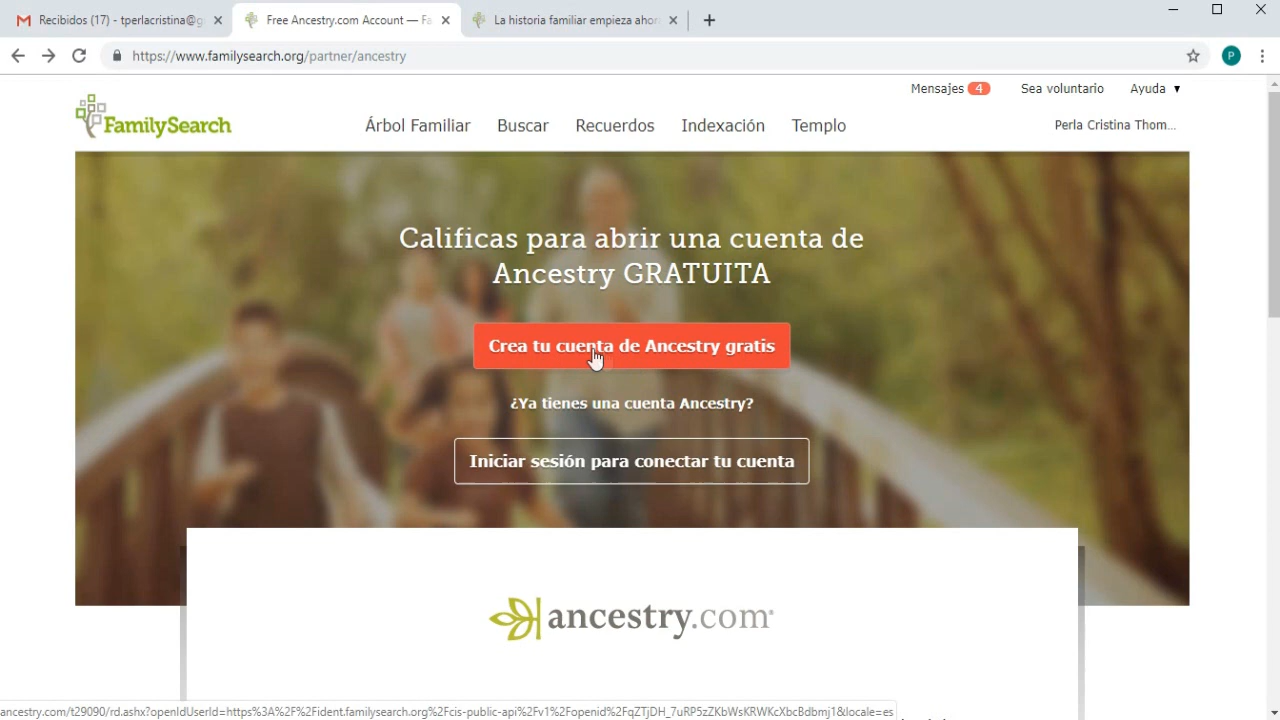 Recibidos (17) - tperlacristina@g
Free Ancestry.com Account — Fa
La historia familiar empieza ahor
https://www.familysearch.org/partner/ancestry
P
Mensajes 4 Sea voluntario Ayuda ▼
FamilySearch
Árbol Familiar Buscar Recuerdos Indexación Templo
Perla Cristina Thom...
Calificas para abrir una cuenta de
Ancestry GRATUITA
Crea tu cuenta de Ancestry gratis
¿Ya tienes una cuenta Ancestry?
Iniciar sesión para conectar tu cuenta
ancestry.com
ancestry.com/t29090/rd.ashx?openIdUserId=https%3A%2F%2Fident.familysearch.org%2Fcis-public-api%2Fv1%2Fopenid%2FqZTjDH_7uRP5zZKbWsKRWKcXbcBdbmj1&locale=es